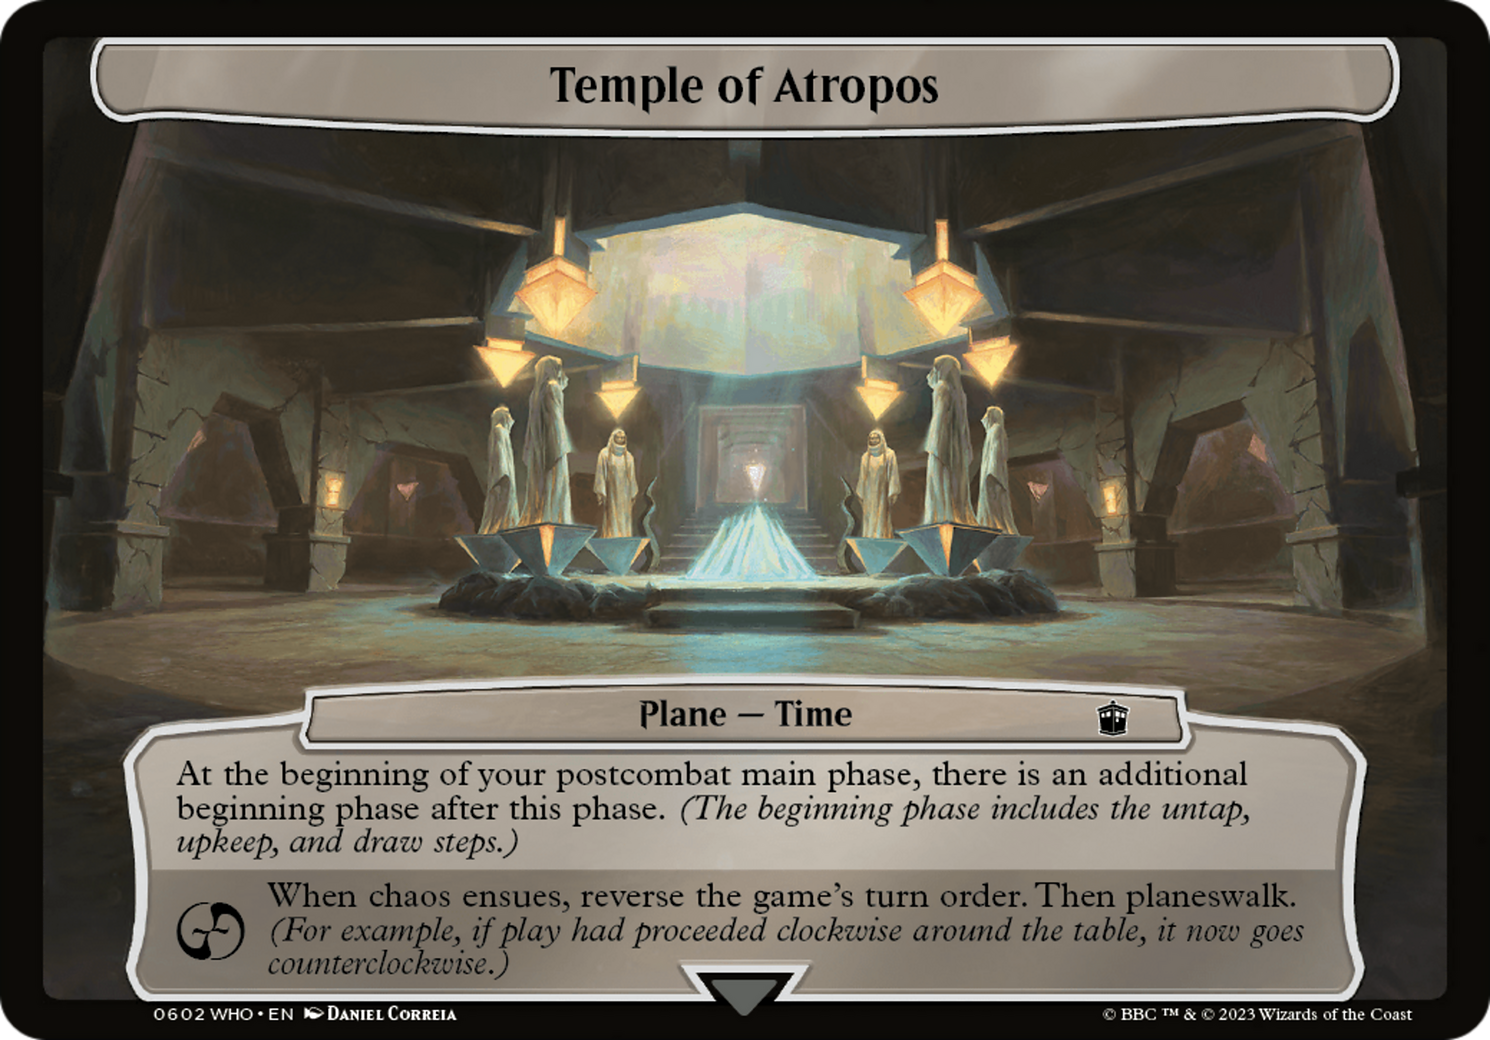 Temple of Atropos
Plane — Time
At the beginning of your postcombat main phase, there is an additional
beginning phase after this phase. (The beginning phase includes the untap,
upkeep, and draw steps.)
When chaos ensues, reverse the game's turn order. Then planeswalk.
(For example, if play had proceeded clockwise around the table, it now goes
counterclockwise.)
0602 WHO • EN Daniel Correia
© BBC ™ & © 2023 Wizards of the Coast